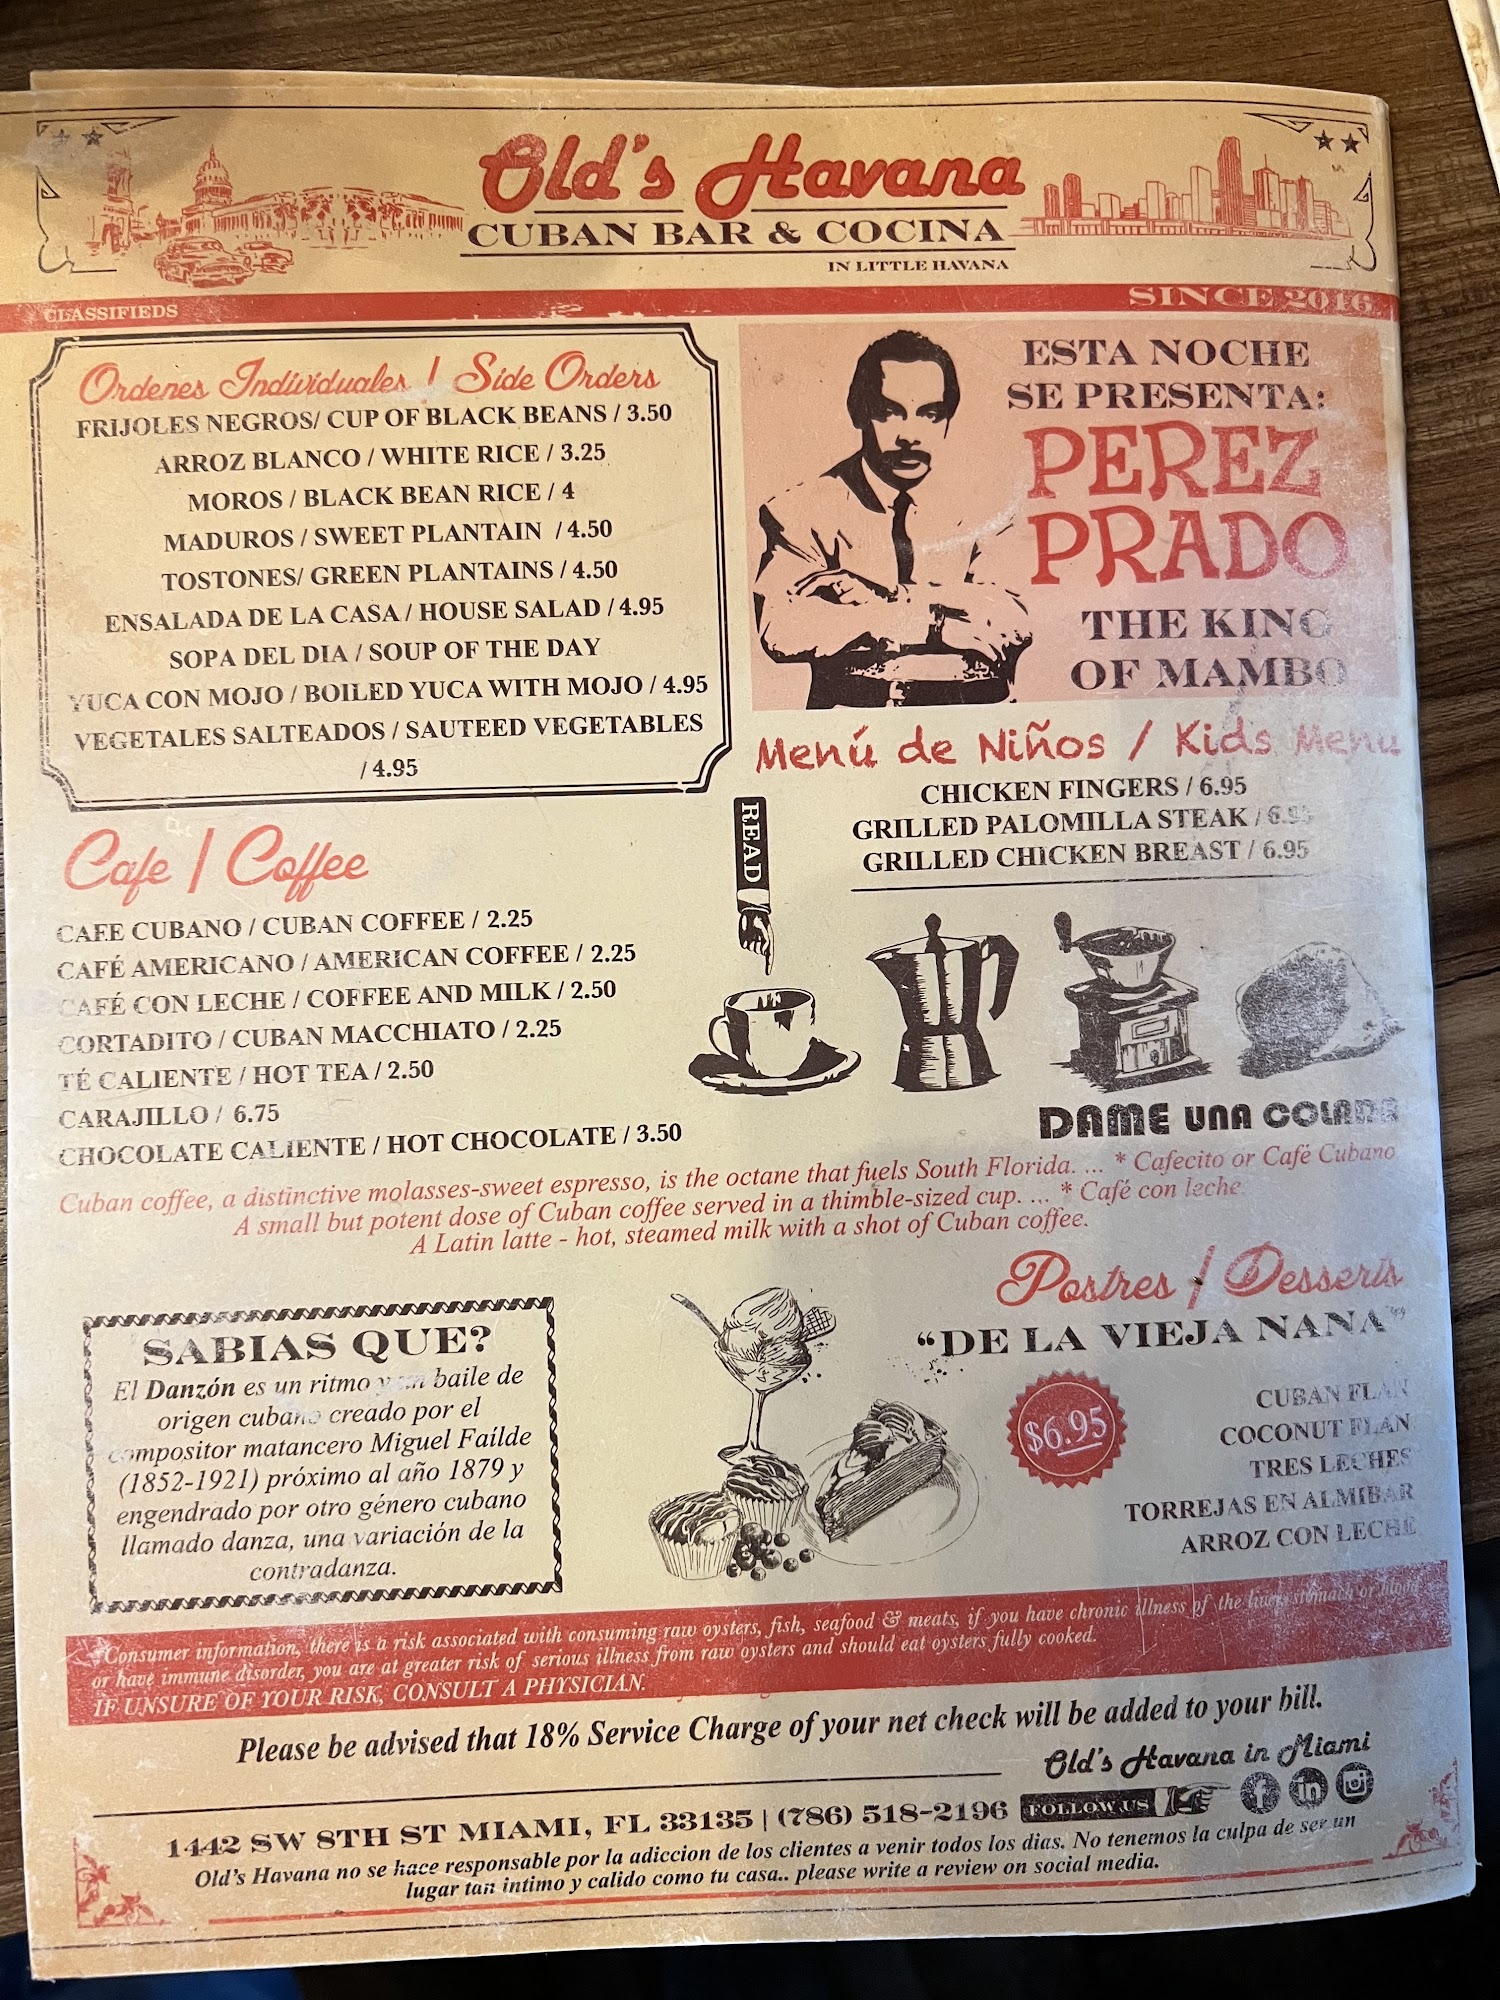 Old's Havana
CUBAN BAR & COCINA
IN LITTLE HAVANA
CLASSIFIEDS
SINCE 2016
Ordenes Individuales / Side Orders
FRIJOLES NEGROS/ CUP OF BLACK BEANS / 3.50
ARROZ BLANCO / WHITE RICE / 3.25
MOROS / BLACK BEAN RICE / 4
MADUROS / SWEET PLANTAIN / 4.50
TOSTONES/ GREEN PLANTAINS / 4.50
ENSALADA DE LA CASA / HOUSE SALAD / 4.95
SOPA DEL DIA / SOUP OF THE DAY
YUCA CON MOJO / BOILED YUCA WITH MOJO / 4.95
VEGETALES SALTEADOS / SAUTEED VEGETABLES
/ 4.95
ESTA NOCHE
SE PRESENTA:
PEREZ
PRADO
THE KING
OF MAMBO
Menú de Niños / Kids Menu
CHICKEN FINGERS / 6.95
GRILLED PALOMILLA STEAK / 6.95
GRILLED CHICKEN BREAST / 6.95
Cafe / Coffee
CAFE CUBANO / CUBAN COFFEE / 2.25
CAFÉ AMERICANO / AMERICAN COFFEE / 2.25
CAFÉ CON LECHE / COFFEE AND MILK / 2.50
CORTADITO / CUBAN MACCHIATO / 2.25
TÉ CALIENTE / HOT TEA / 2.50
CARAJILLO / 6.75
CHOCOLATE CALIENTE / HOT CHOCOLATE / 3.50
READ
DAME UNA COLADA
Cuban coffee, a distinctive molasses-sweet espresso, is the octane that fuels South Florida. ... * Cafecito or Café Cubano
A small but potent dose of Cuban coffee served in a thimble-sized cup. ... * Café con leche
A Latin latte - hot, steamed milk with a shot of Cuban coffee.
SABIAS QUE?
El Danzón es un ritmo y un baile de
origen cubano creado por el
compositor matancero Miguel Faílde
(1852-1921) próximo al año 1879 y
engendrado por otro género cubano
llamado danza, una variación de la
contradanza.
Postres / Desserts
"DE LA VIEJA NANA"
$6.95
CUBAN FLAN
COCONUT FLAN
TRES LECHES
TORREJAS EN ALMIBAR
ARROZ CON LECHE
*Consumer information, there is a risk associated with consuming raw oysters, fish, seafood & meats, if you have chronic illness of the liver, stomach or blood
or have immune disorder, you are at greater risk of serious illness from raw oysters and should eat oysters fully cooked.
IF UNSURE OF YOUR RISK, CONSULT A PHYSICIAN.
Please be advised that 18% Service Charge of your net check will be added to your bill.
Old's Havana in Miami
1442 SW 8TH ST MIAMI, FL 33135 | (786) 518-2196 FOLLOW US
Old's Havana no se hace responsable por la adiccion de los clientes a venir todos los dias. No tenemos la culpa de ser un
lugar tan intimo y calido como tu casa.. please write a review on social media.